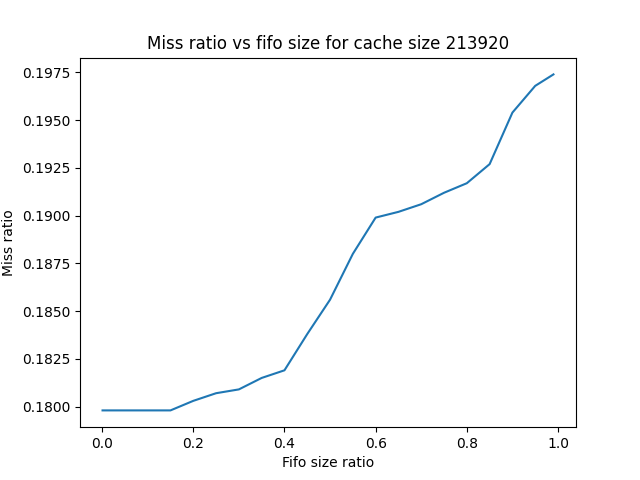 Miss ratio vs fifo size for cache size 213920
0.1975
0.1950
0.1925
0.1900
0.1875
0.1850
0.1825
0.1800
Miss ratio
0.0 0.2 0.4 0.6 0.8 1.0
Fifo size ratio